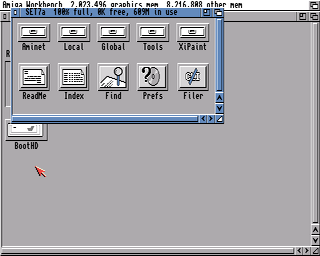 Amiga Workbench  2,023,496 graphics mem  8,216,808 other mem
SET7a  100% full, 0K free, 609M in use
Aminet Local Global Tools XiPaint
ReadMe Index Find Prefs Filer
R
BootHD